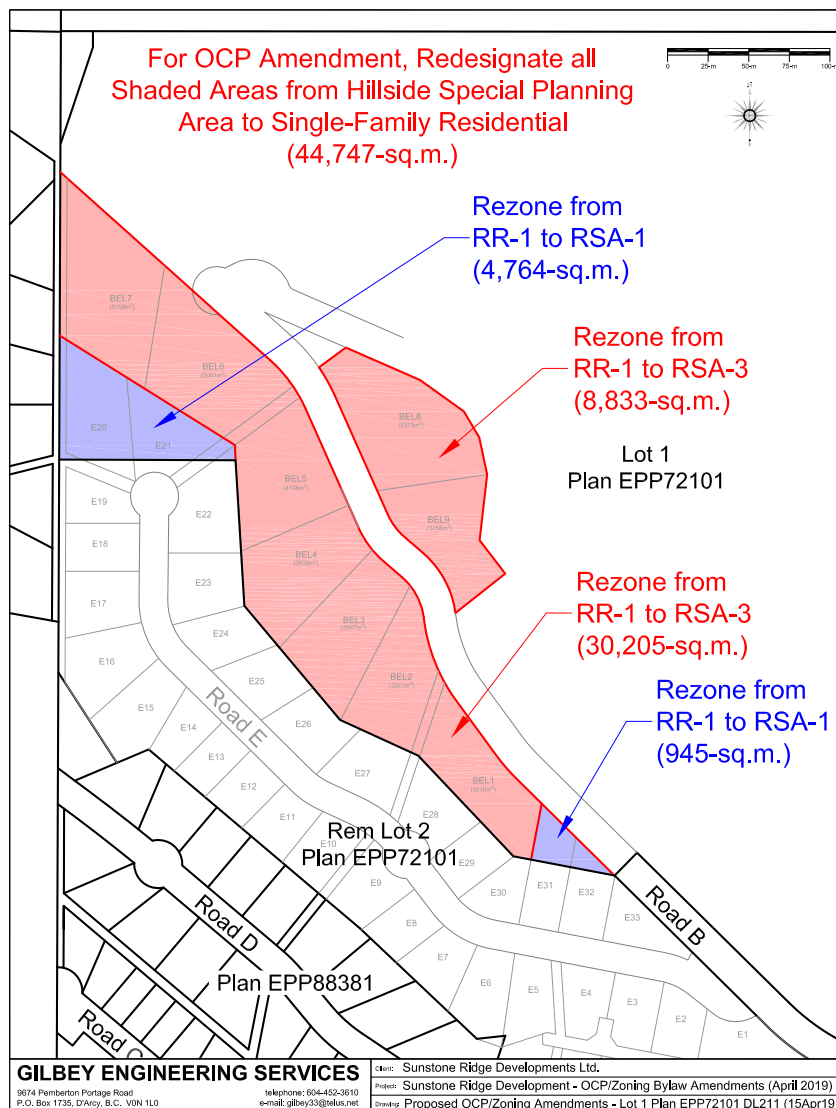 For OCP Amendment, Redesignate all
Shaded Areas from Hillside Special Planning
Area to Single-Family Residential
(44,747-sq.m.)
0 25-m 50-m 75-m 100-m
Rezone from
RR-1 to RSA-1
(4,764-sq.m.)
Rezone from
RR-1 to RSA-3
(8,833-sq.m.)
Lot 1
Plan EPP72101
Rezone from
RR-1 to RSA-3
(30,205-sq.m.)
Rezone from
RR-1 to RSA-1
(945-sq.m.)
BEL7
BEL6
BEL8
BEL5
BEL9
BEL4
BEL3
BEL2
BEL1
E20
E21
E19
E22
E18
E23
E17
E24
E16
E25
E15
E26
E14
E13
E27
E12
E28
E11
E10
E29
E9
E30
E31
E32
E8
E33
E7
E6
E5
E4
E3
E2
E1
Road E
Rem Lot 2
Plan EPP72101
Road D
Road B
Plan EPP88381
GILBEY ENGINEERING SERVICES
9674 Pemberton Portage Road
P.O. Box 1735, D'Arcy, B.C. V0N 1L0
telephone: 604-452-3610
e-mail: gilbey33@telus.net
Client: Sunstone Ridge Developments Ltd.
Project: Sunstone Ridge Development - OCP/Zoning Bylaw Amendments (April 2019)
Drawing: Proposed OCP/Zoning Amendments - Lot 1 Plan EPP72101 DL211 (15Apr19